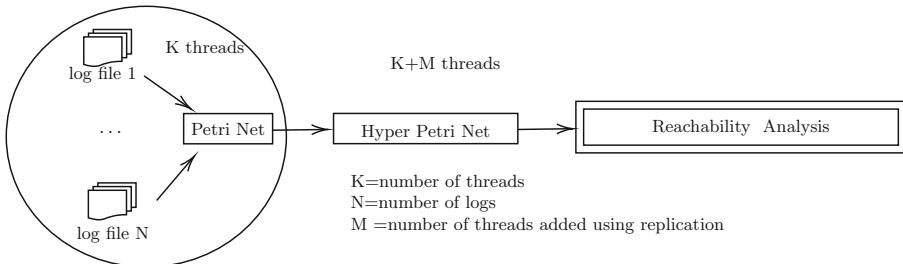 K threads
log file 1
K+M threads
...
Petri Net
Hyper Petri Net
Reachability Analysis
K=number of threads
N=number of logs
M =number of threads added using replication
log file N